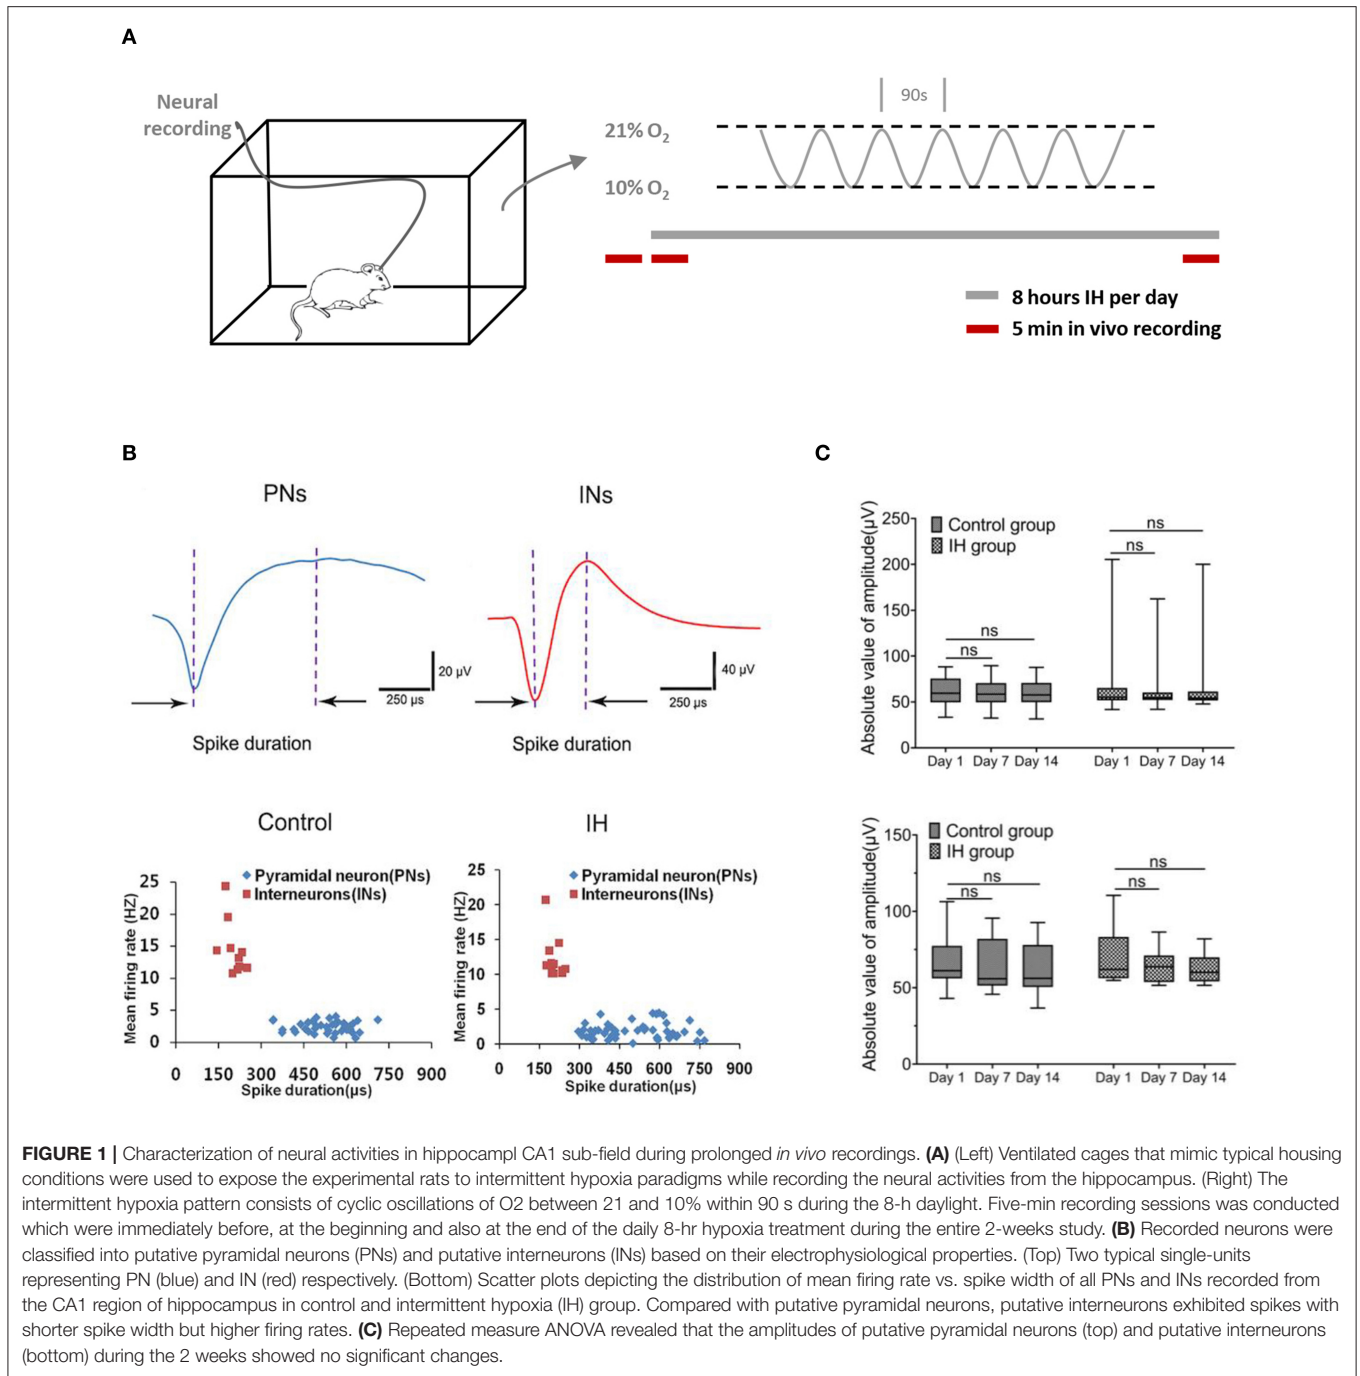 A
Neural
recording
90s
21% O2
10% O2
8 hours IH per day
5 min in vivo recording
B
PNs
INs
20 µV
250 µs
40 µV
250 µs
Spike duration
Spike duration
Control
IH
Pyramidal neuron(PNs)
Interneurons(INs)
Mean firing rate (HZ)
25
20
15
10
5
0
0 150 300 450 600 750 900
Spike duration(µs)
Pyramidal neuron(PNs)
Interneurons(INs)
Mean firing rate (HZ)
25
20
15
10
5
0
0 150 300 450 600 750 900
Spike duration(µs)
C
Absolute value of amplitude(µV)
250
200
150
100
50
0
Control group
IH group
ns
ns
ns
ns
Day 1 Day 7 Day 14 Day 1 Day 7 Day 14
Absolute value of amplitude(µV)
150
100
50
0
Control group
IH group
ns
ns
ns
ns
Day 1 Day 7 Day 14 Day 1 Day 7 Day 14
FIGURE 1 | Characterization of neural activities in hippocampl CA1 sub-field during prolonged in vivo recordings. (A) (Left) Ventilated cages that mimic typical housing
conditions were used to expose the experimental rats to intermittent hypoxia paradigms while recording the neural activities from the hippocampus. (Right) The
intermittent hypoxia pattern consists of cyclic oscillations of O2 between 21 and 10% within 90 s during the 8-h daylight. Five-min recording sessions was conducted
which were immediately before, at the beginning and also at the end of the daily 8-hr hypoxia treatment during the entire 2-weeks study. (B) Recorded neurons were
classified into putative pyramidal neurons (PNs) and putative interneurons (INs) based on their electrophysiological properties. (Top) Two typical single-units
representing PN (blue) and IN (red) respectively. (Bottom) Scatter plots depicting the distribution of mean firing rate vs. spike width of all PNs and INs recorded from
the CA1 region of hippocampus in control and intermittent hypoxia (IH) group. Compared with putative pyramidal neurons, putative interneurons exhibited spikes with
shorter spike width but higher firing rates. (C) Repeated measure ANOVA revealed that the amplitudes of putative pyramidal neurons (top) and putative interneurons
(bottom) during the 2 weeks showed no significant changes.